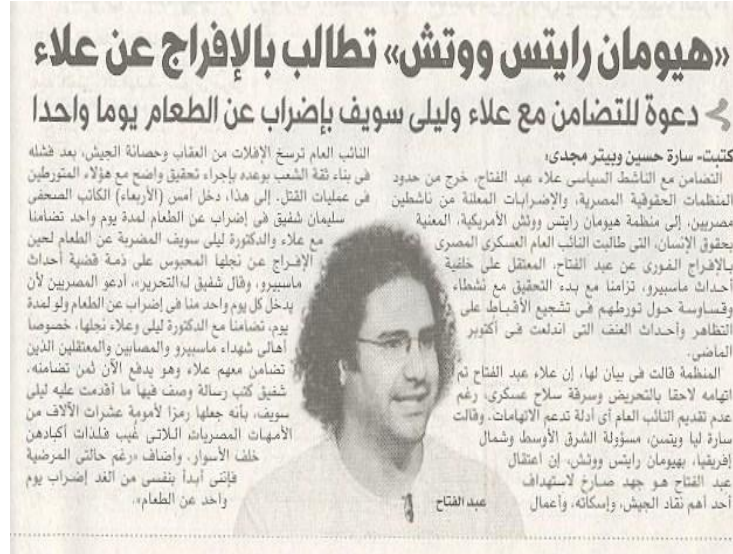 «هيومان رايتس ووتش» تطالب بالإفراج عن علاء
دعوة للتضامن مع علاء وليلى سويف بإضراب عن الطعام يوما واحدا
كتبت- سارة حسين وبيتر مجدى:
التضامن مع الناشط السياسى علاء عبد الفتاح، خرج من حدود
المنظمات الحقوقية المصرية، والإضرابات المعلنة من ناشطين
مصريين، إلى منظمة هيومان رايتس ووتش الأمريكية، المعنية
بحقوق الإنسان، التى طالبت النائب العام العسكرى المصرى
بالإفراج الفورى عن عبد الفتاح، المعتقل على خلفية
أحداث ماسبيرو، تزامنا مع بدء التحقيق مع نشطاء
وقساوسة حول تورطهم فى تشجيع الأقباط على
التظاهر وأحداث العنف التى اندلعت فى أكتوبر
الماضى.
المنظمة قالت فى بيان لها، إن علاء عبد الفتاح تم
اتهامه لاحقا بالتحريض وسرقة سلاح عسكرى، رغم
عدم تقديم النائب العام أى أدلة تدعم الاتهامات. وقالت
سارة ليا ويتسن، مسؤولة الشرق الأوسط وشمال
إفريقيا، بهيومان رايتس ووتش، إن اعتقال
عبد الفتاح هو جهد صارخ لاستهداف
أحد أهم نقاد الجيش، وإسكاته، وأعمال
النائب العام ترسخ الإفلات من العقاب وحصانة الجيش، بعد فشله
فى بناء ثقة الشعب بوعده بإجراء تحقيق واضح مع هؤلاء المتورطين
فى عمليات القتل. إلى هذا، دخل أمس (الأربعاء) الكاتب الصحفى
سليمان شفيق فى إضراب عن الطعام لمدة يوم واحد تضامنا
مع علاء والدكتورة ليلى سويف المضربة عن الطعام لحين
الإفراج عن نجلها المحبوس على ذمة قضية أحداث
ماسبيرو، وقال شفيق لـ«التحرير»، أدعو المصريين لأن
يدخل كل يوم واحد منا فى إضراب عن الطعام ولو لمدة
يوم، تضامنا مع الدكتورة ليلى وعلاء نجلها، خصوصا
أهالى شهداء ماسبيرو والمصابين والمعتقلين الذين
تضامن معهم علاء وهو يدفع الآن ثمن تضامنه.
شفيق كتب رسالة وصف فيها ما أقدمت عليه ليلى
سويف، بأنه جعلها رمزا لأمومة عشرات الآلاف من
الأمهات المصريات اللاتى غُيب فلذات أكبادهن
خلف الأسوار. وأضاف «رغم حالتى المرضية
فإننى أبدأ بنفسى من الغد إضراب يوم
واحد عن الطعام».
عبد الفتاح